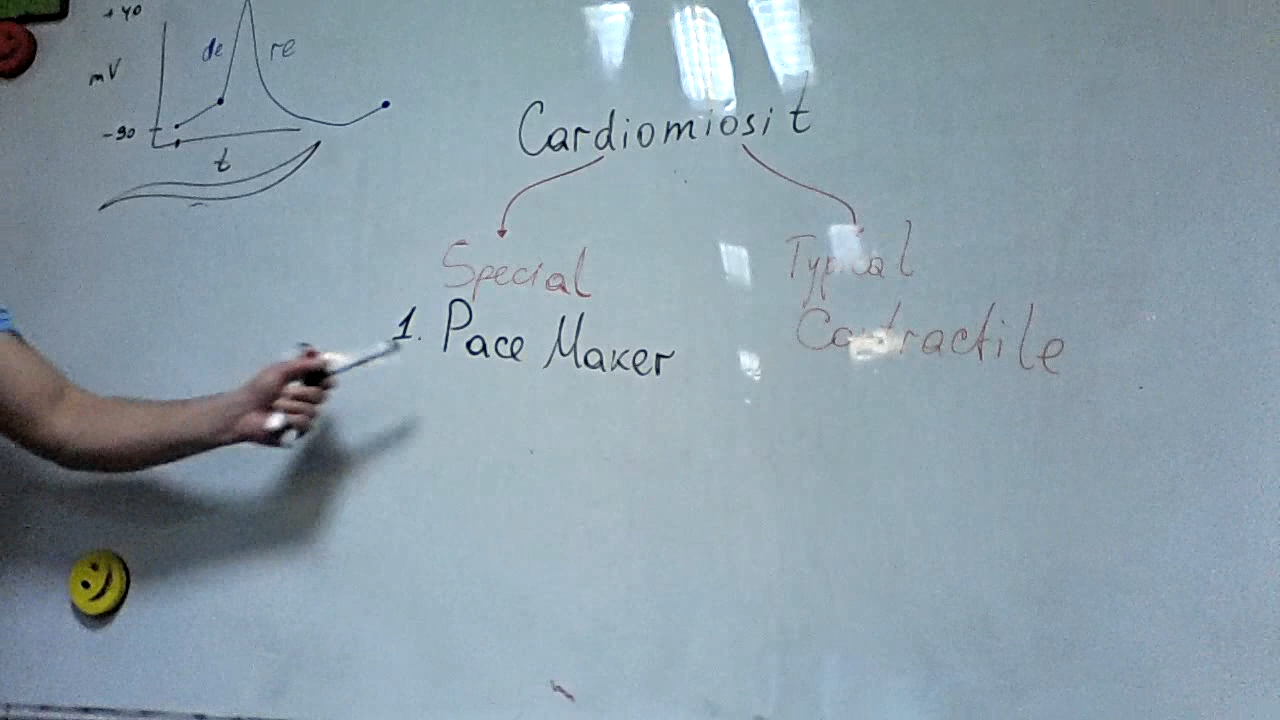 +40
de re
mV
-90
t
Cardiomiosit
Special Typical
1. Pace Maker Contractile